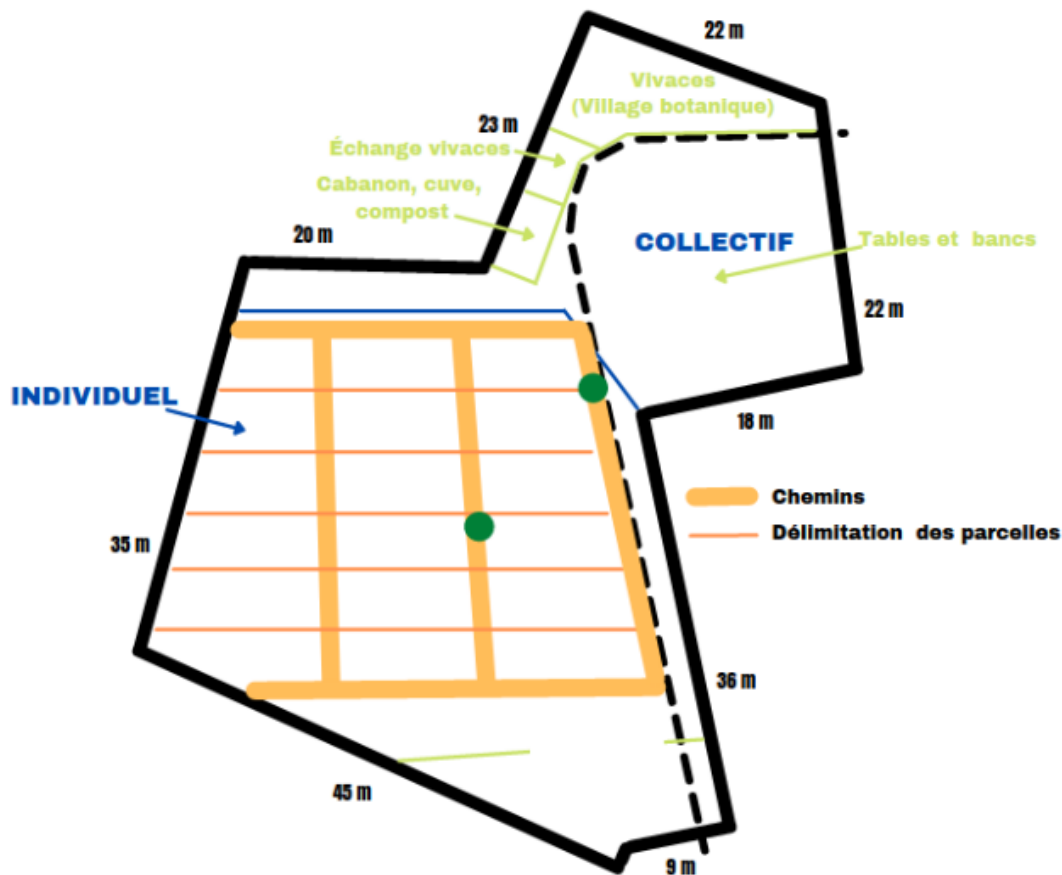 22 m
Vivaces
(Village botanique)
23 m
Échange vivaces
Cabanon, cuve,
compost
20 m
COLLECTIF
Tables et bancs
22 m
INDIVIDUEL
18 m
Chemins
Délimitation des parcelles
35 m
36 m
45 m
9 m